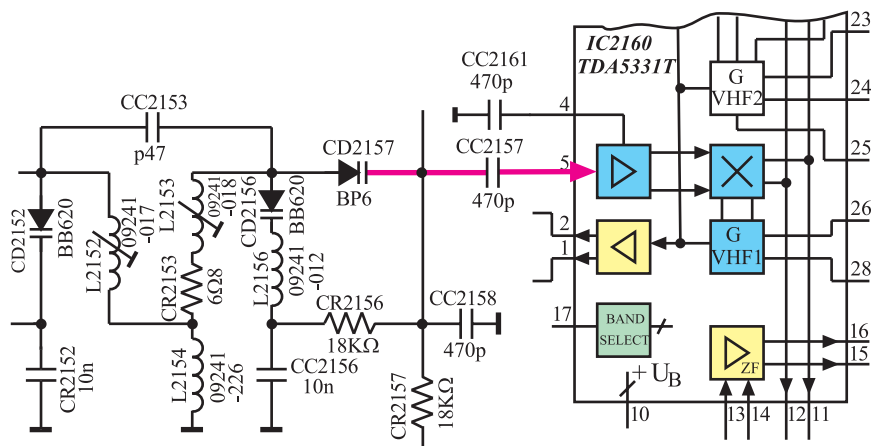 23
IC2160
TDA5331T
CC2161
470p
4
G
VHF2
24
CC2153
p47
CD2157
BP6
CC2157
470p
5
25
CD2152
BB620
L2152
09241
-017
L2153
09241
-018
CD2156
BB620
CR2153
6Ω8
L2156
09241
-012
2
1
G
VHF1
26
28
CR2156
18KΩ
CC2158
470p
17
BAND
SELECT
16
15
ZF
CR2152
10n
L2154
09241
-226
CC2156
10n
CR2157
18KΩ
+UB
10
13
14
12
11